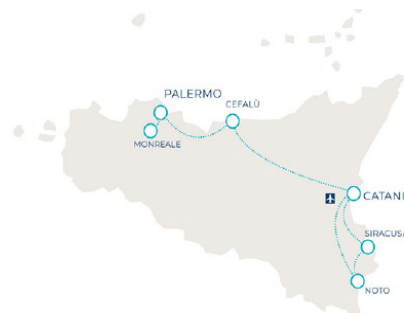 PALERMO
CEFALÙ
MONREALE
CATANI
SIRACUSA
NOTO